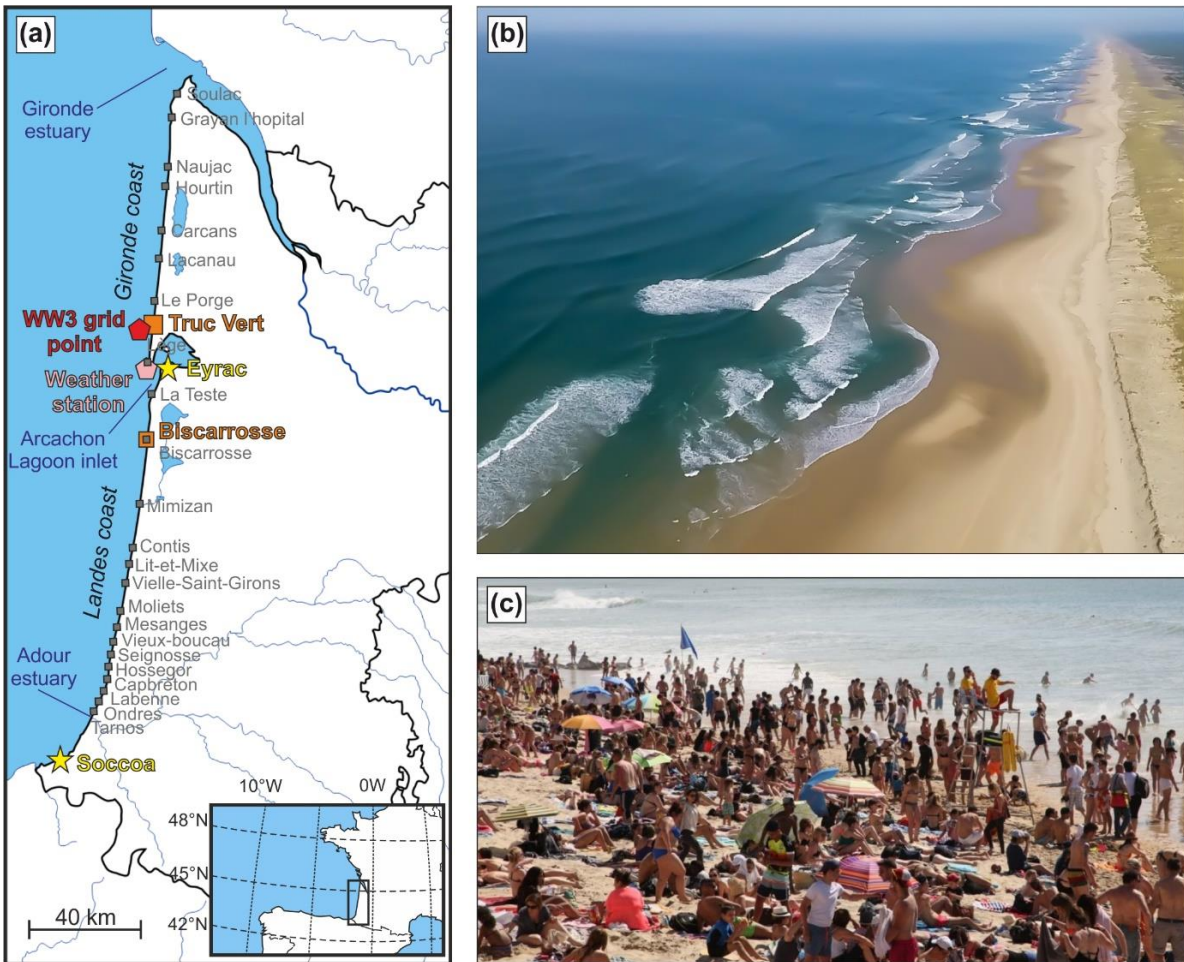 (a)
Gironde
estuary
Soulac
Grayan l'hopital
Naujac
Hourtin
Carcans
Lacanau
Gironde coast
Le Porge
WW3 grid
point
Truc Vert
Weather
station
Eyrac
La Teste
Arcachon
Lagoon inlet
Biscarrosse
Biscarrosse
Mimizan
Landes coast
Contis
Lit-et-Mixe
Vielle-Saint-Girons
Moliets
Mesanges
Vieux-boucau
Seignosse
Hossegor
Capbreton
Labenne
Ondres
Tarnos
Adour
estuary
Soccoa
10°W
0°W
48°N
45°N
42°N
40 km
(b)
(c)